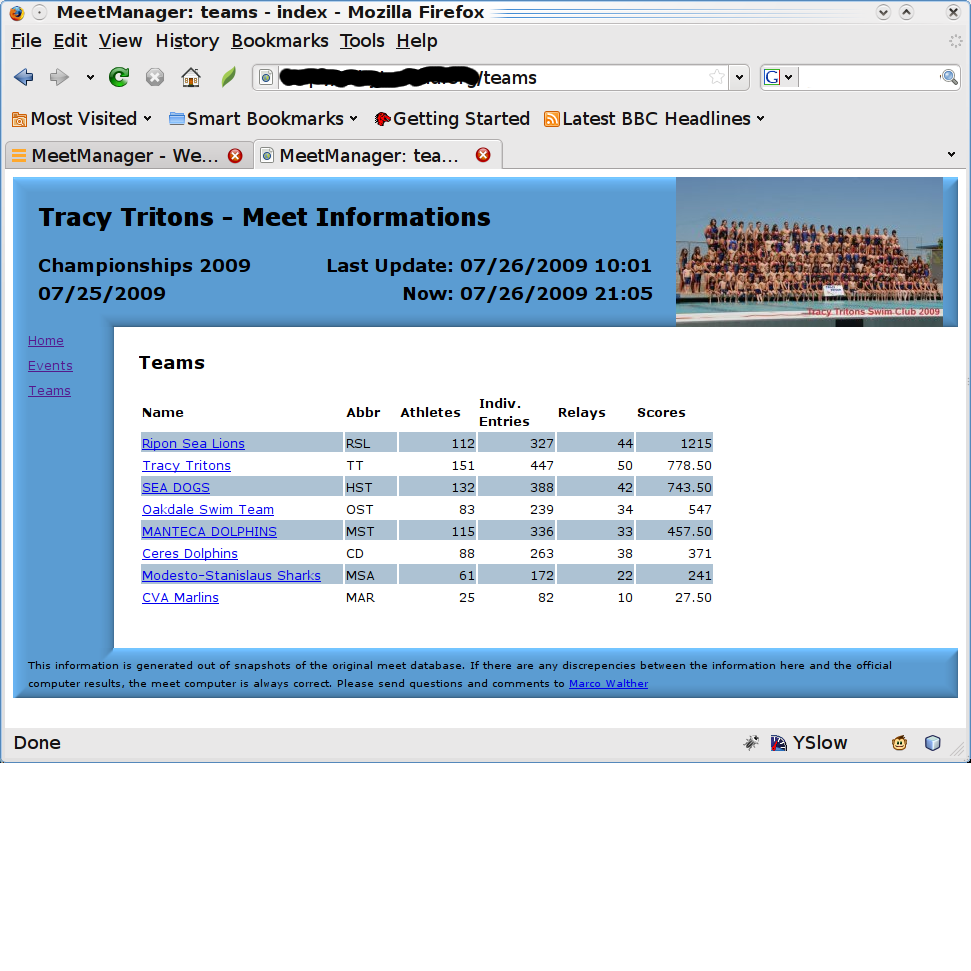 MeetManager: teams - index - Mozilla Firefox
File Edit View History Bookmarks Tools Help
/teams
G
Most Visited Smart Bookmarks Getting Started Latest BBC Headlines
MeetManager - We... MeetManager: tea...
Tracy Tritons - Meet Informations
Championships 2009 Last Update: 07/26/2009 10:01
07/25/2009 Now: 07/26/2009 21:05
Tracy Tritons Swim Club 2009
Home
Events
Teams
Teams
Name Abbr Athletes Indiv. Entries Relays Scores
Ripon Sea Lions RSL 112 327 44 1215
Tracy Tritons TT 151 447 50 778.50
SEA DOGS HST 132 388 42 743.50
Oakdale Swim Team OST 83 239 34 547
MANTECA DOLPHINS MST 115 336 33 457.50
Ceres Dolphins CD 88 263 38 371
Modesto-Stanislaus Sharks MSA 61 172 22 241
CVA Marlins MAR 25 82 10 27.50
This information is generated out of snapshots of the original meet database. If there are any discrepencies between the information here and the official
computer results, the meet computer is always correct. Please send questions and comments to Marco Walther
Done YSlow